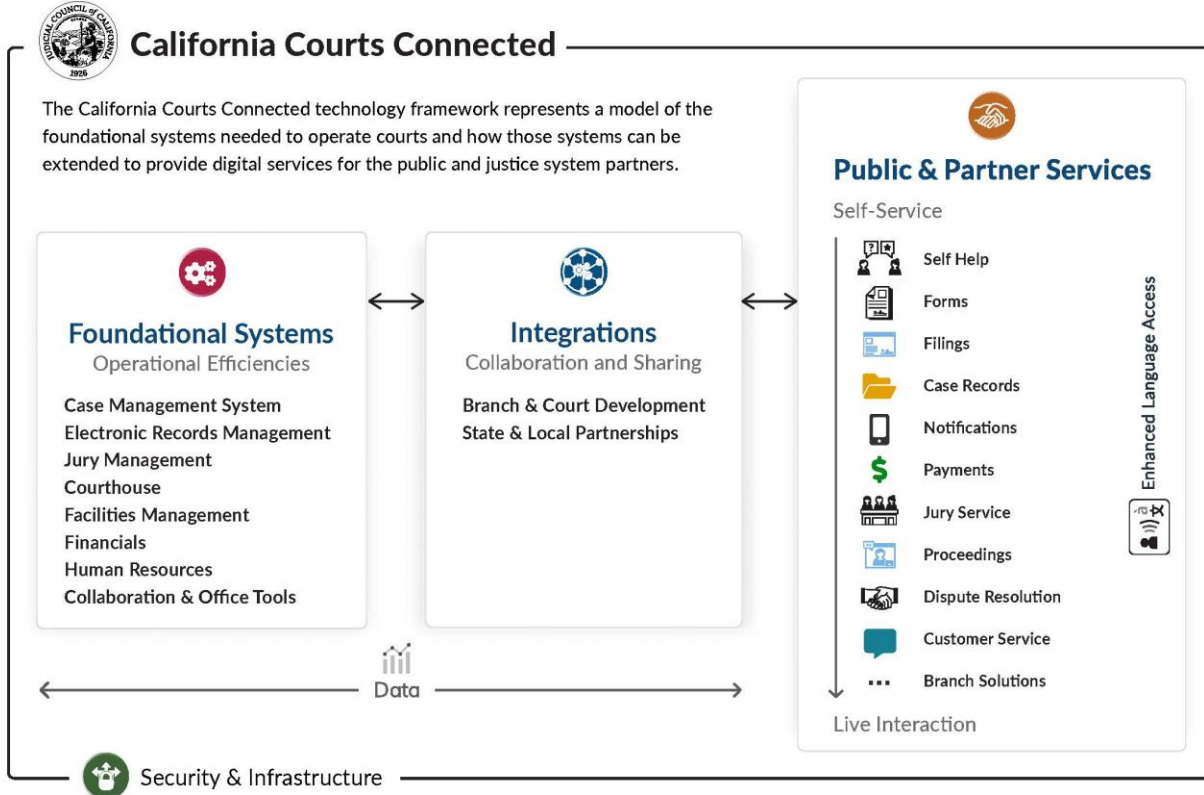 JUDICIAL COUNCIL of CALIFORNIA
1926
California Courts Connected
The California Courts Connected technology framework represents a model of the
foundational systems needed to operate courts and how those systems can be
extended to provide digital services for the public and justice system partners.
Foundational Systems
Operational Efficiencies
Case Management System
Electronic Records Management
Jury Management
Courthouse
Facilities Management
Financials
Human Resources
Collaboration & Office Tools
Integrations
Collaboration and Sharing
Branch & Court Development
State & Local Partnerships
Data
Public & Partner Services
Self-Service
Self Help
Forms
Filings
Case Records
Notifications
Payments
Jury Service
Proceedings
Dispute Resolution
Customer Service
... Branch Solutions
Live Interaction
Enhanced Language Access
Security & Infrastructure